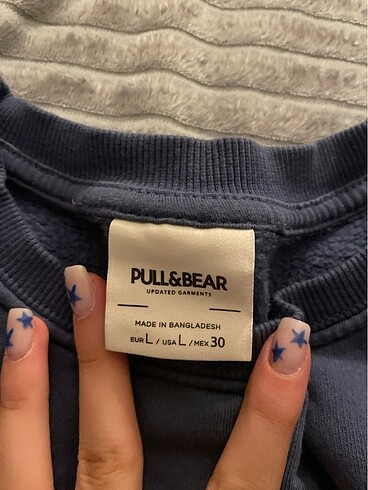 PULL&BEAR
UPDATED GARMENTS
MADE IN BANGLADESH
EUR L / USA L / MEX 30